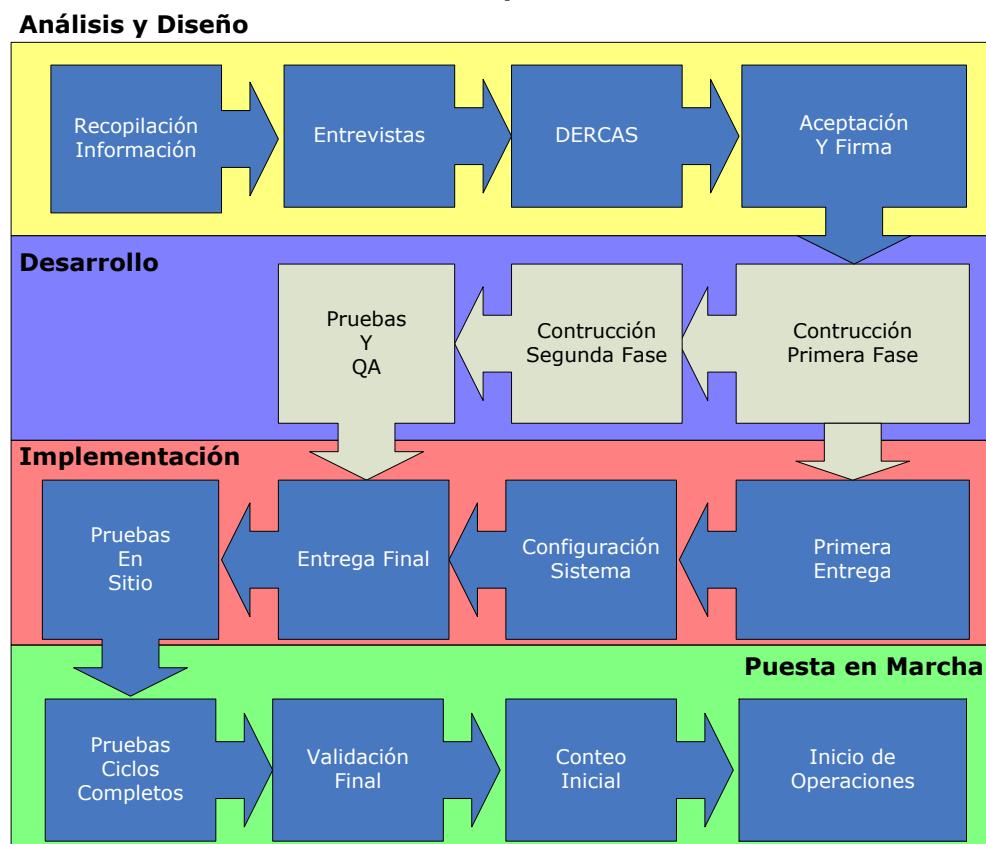 Análisis y Diseño
Recopilación
Información
Entrevistas
DERCAS
Aceptación
Y Firma
Desarrollo
Pruebas
Y
QA
Contrucción
Segunda Fase
Contrucción
Primera Fase
Implementación
Pruebas
En
Sitio
Entrega Final
Configuración
Sistema
Primera
Entrega
Puesta en Marcha
Pruebas
Ciclos
Completos
Validación
Final
Conteo
Inicial
Inicio de
Operaciones